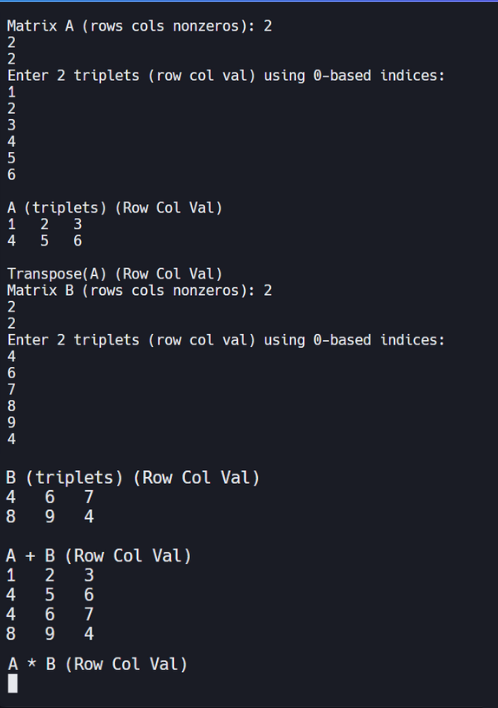 Matrix A (rows cols nonzeros): 2
2
2
Enter 2 triplets (row col val) using 0-based indices:
1
2
3
4
5
6
A (triplets) (Row Col Val)
1 2 3
4 5 6
Transpose(A) (Row Col Val)
Matrix B (rows cols nonzeros): 2
2
2
Enter 2 triplets (row col val) using 0-based indices:
4
6
7
8
9
4
B (triplets) (Row Col Val)
4 6 7
8 9 4
A + B (Row Col Val)
1 2 3
4 5 6
4 6 7
8 9 4
A * B (Row Col Val)